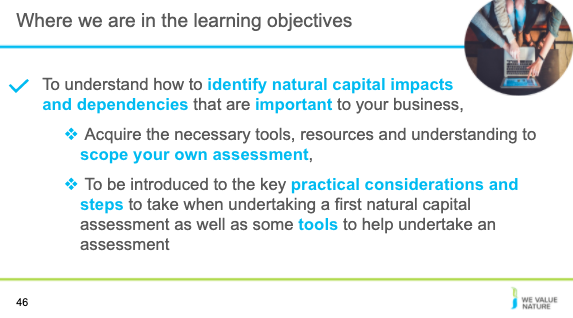 Where we are in the learning objectives
To understand how to identify natural capital impacts
and dependencies that are important to your business,
Acquire the necessary tools, resources and understanding to
scope your own assessment,
To be introduced to the key practical considerations and
steps to take when undertaking a first natural capital
assessment as well as some tools to help undertake an
assessment
46
WE VALUE
NATURE